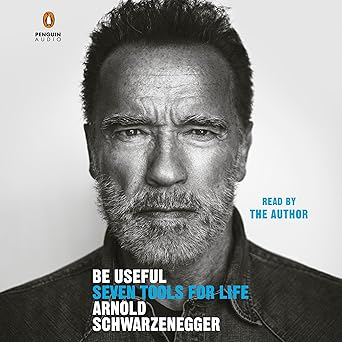 PENGUIN
AUDIO
READ BY
THE AUTHOR
BE USEFUL
SEVEN TOOLS FOR LIFE
ARNOLD
SCHWARZENEGGER